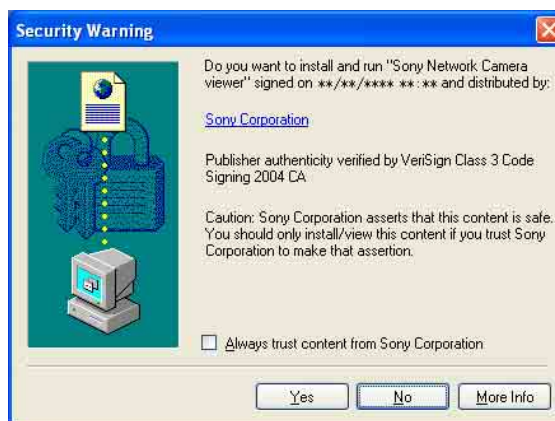 Security Warning
Do you want to install and run "Sony Network Camera
viewer" signed on **/**/**** **:** and distributed by:
Sony Corporation
Publisher authenticity verified by VeriSign Class 3 Code
Signing 2004 CA
Caution: Sony Corporation asserts that this content is safe.
You should only install/view this content if you trust Sony
Corporation to make that assertion.
Always trust content from Sony Corporation
Yes
No
More Info